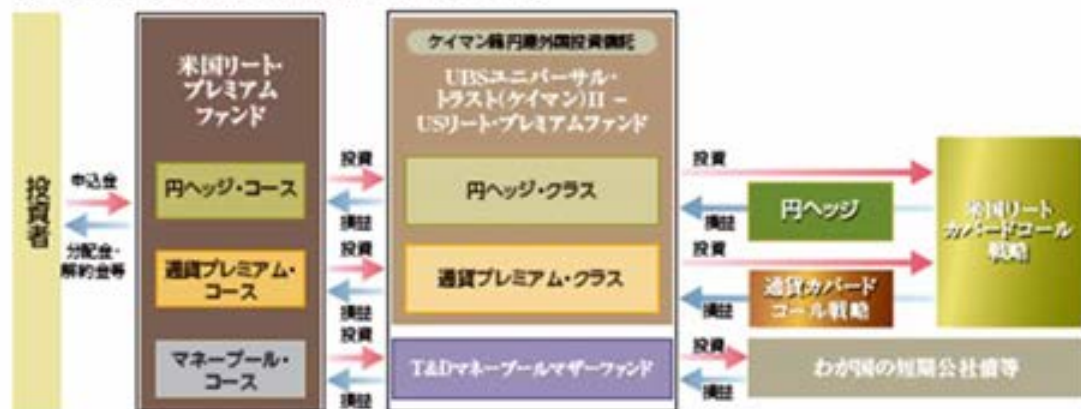 投資者
申込金
分配金・
解約金等
米国リート・
プレミアム
ファンド
円ヘッジ・コース
通貨プレミアム・
コース
マネープール・
コース
投資
損益
投資
損益
投資
損益
ケイマン籍円建外国投資信託
UBSユニバーサル・
トラスト(ケイマン)II －
USリート・プレミアムファンド
円ヘッジ・クラス
通貨プレミアム・クラス
T&Dマネープールマザーファンド
投資
損益
円ヘッジ
投資
損益
通貨カバード
コール戦略
投資
損益
米国リート
カバードコール
戦略
わが国の短期公社債等